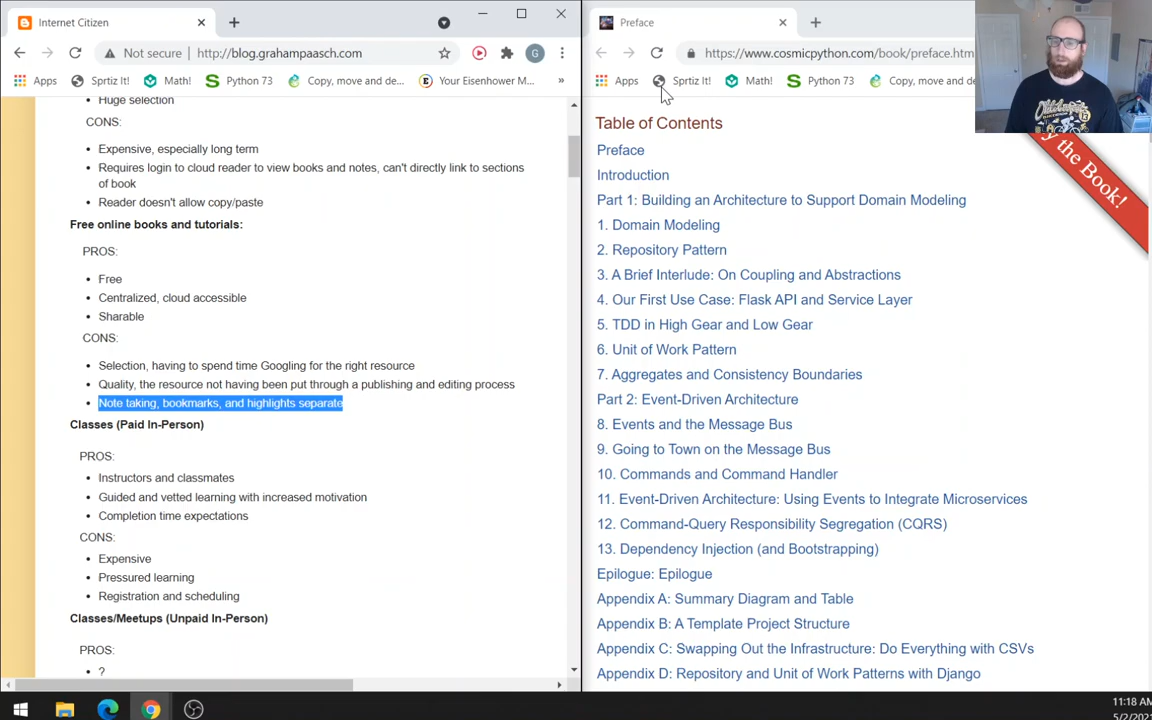 Internet Citizen
Not secure | http://blog.grahampaasch.com
G
Apps Sprtiz It! Math! Python 73 Copy, move and de... Your Eisenhower M... »
Huge selection
CONS:
Expensive, especially long term
Requires login to cloud reader to view books and notes, can't directly link to sections
of book
Reader doesn't allow copy/paste
Free online books and tutorials:
PROS:
Free
Centralized, cloud accessible
Sharable
CONS:
Selection, having to spend time Googling for the right resource
Quality, the resource not having been put through a publishing and editing process
Note taking, bookmarks, and highlights separate
Classes (Paid In-Person)
PROS:
Instructors and classmates
Guided and vetted learning with increased motivation
Completion time expectations
CONS:
Expensive
Pressured learning
Registration and scheduling
Classes/Meetups (Unpaid In-Person)
PROS:
?
Preface
https://www.cosmicpython.com/book/preface.htm
Apps Sprtiz It! Math! Python 73 Copy, move and de
y the Book!
Table of Contents
Preface
Introduction
Part 1: Building an Architecture to Support Domain Modeling
1. Domain Modeling
2. Repository Pattern
3. A Brief Interlude: On Coupling and Abstractions
4. Our First Use Case: Flask API and Service Layer
5. TDD in High Gear and Low Gear
6. Unit of Work Pattern
7. Aggregates and Consistency Boundaries
Part 2: Event-Driven Architecture
8. Events and the Message Bus
9. Going to Town on the Message Bus
10. Commands and Command Handler
11. Event-Driven Architecture: Using Events to Integrate Microservices
12. Command-Query Responsibility Segregation (CQRS)
13. Dependency Injection (and Bootstrapping)
Epilogue: Epilogue
Appendix A: Summary Diagram and Table
Appendix B: A Template Project Structure
Appendix C: Swapping Out the Infrastructure: Do Everything with CSVs
Appendix D: Repository and Unit of Work Patterns with Django
11:18 AM
5/2/202